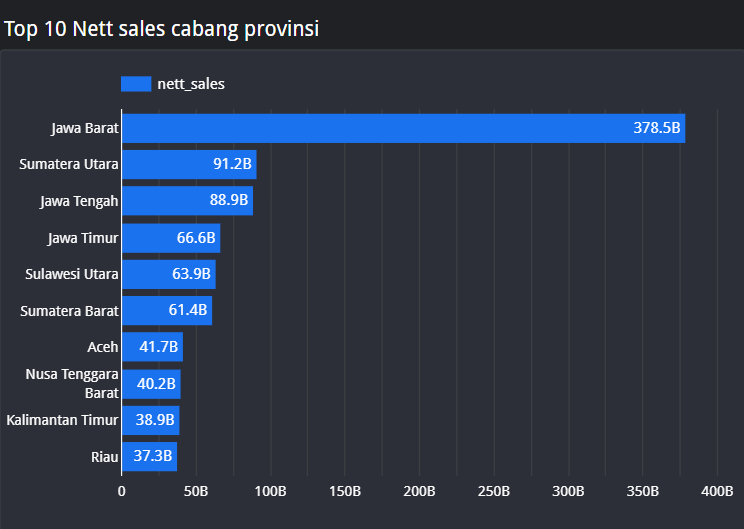 Top 10 Nett sales cabang provinsi
nett_sales
Jawa Barat 378.5B
Sumatera Utara 91.2B
Jawa Tengah 88.9B
Jawa Timur 66.6B
Sulawesi Utara 63.9B
Sumatera Barat 61.4B
Aceh 41.7B
Nusa Tenggara
Barat 40.2B
Kalimantan Timur 38.9B
Riau 37.3B
0 50B 100B 150B 200B 250B 300B 350B 400B